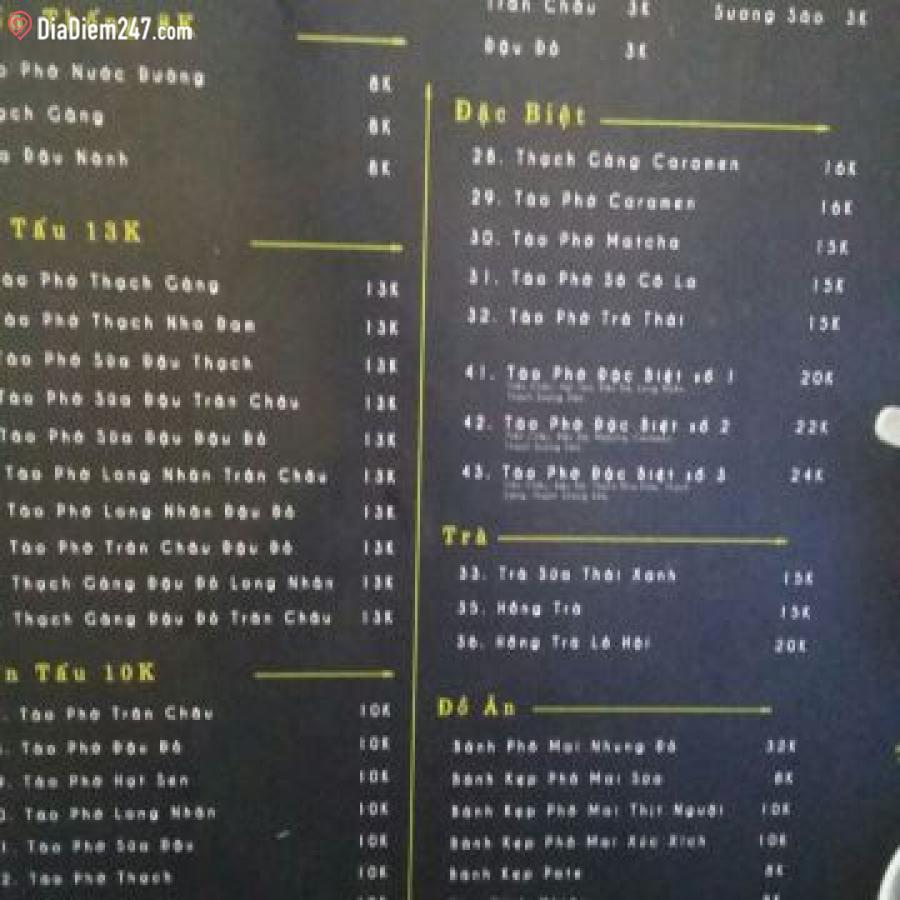 DiaDiem247.com
8K
Phớ Nước Đường 8K
Găng 8K
Đậu Nành 8K
Tấu 13K
Tào Phớ Thạch Găng 13K
Tào Phớ Thạch Nha Đam 13K
Tào Phớ Sữa Đậu Thạch 13K
Tào Phớ Sữa Đậu Trân Châu 13K
Tào Phớ Sữa Đậu Đậu Đỏ 13K
Tào Phớ Long Nhãn Trân Châu 13K
Tào Phớ Long Nhãn Đậu Đỏ 13K
Tào Phớ Trân Châu Đậu Đỏ 13K
Thạch Găng Đậu Đỏ Long Nhãn 13K
Thạch Găng Đậu Đỏ Trân Châu 13K
Tấu 10K
Tào Phớ Trân Châu 10K
Tào Phớ Đậu Đỏ 10K
Tào Phớ Hạt Sen 10K
Tào Phớ Long Nhãn 10K
Tào Phớ Sữa Đậu 10K
Tào Phớ Thạch 10K
Trân Châu 3K Sương Sáo 3K
Đậu Đỏ 3K
Đặc Biệt
28. Thạch Găng Caramen 16K
29. Tào Phớ Caramen 16K
30. Tào Phớ Matcha 15K
31. Tào Phớ Sô Cô La 15K
32. Tào Phớ Trà Thái 15K
41. Tào Phớ Đặc Biệt số 1 20K
42. Tào Phớ Đặc Biệt số 2 22K
43. Tào Phớ Đặc Biệt số 3 24K
Trà
33. Trà Sữa Thái Xanh 15K
35. Hồng Trà 15K
36. Hồng Trà Lê Hội 20K
Đồ Ăn
Bánh Phô Mai Nhung Đỏ 32K
Bánh Kẹp Phô Mai Sữa 8K
Bánh Kẹp Phô Mai Thịt Nguội 10K
Bánh Kẹp Phô Mai Xúc Xích 10K
Bánh Kẹp Pate 8K